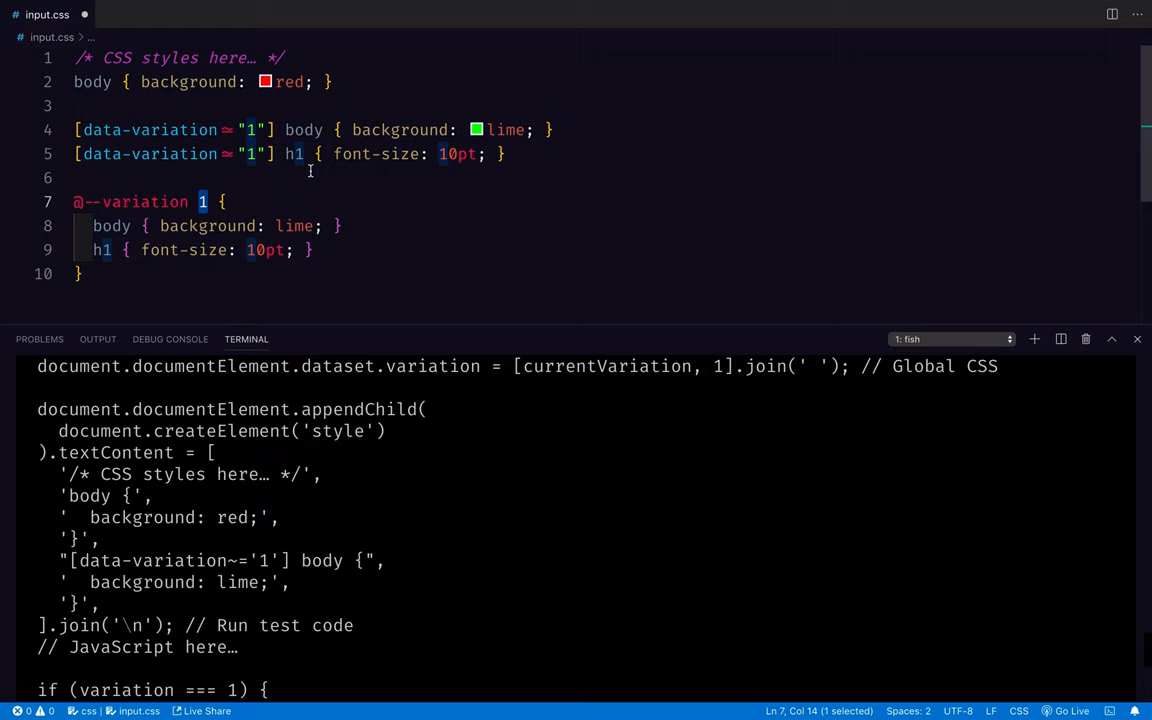 # input.css ●
# input.css > ...
1 /* CSS styles here… */
2 body { background: red; }
3
4 [data-variation~="1"] body { background: lime; }
5 [data-variation~="1"] h1 { font-size: 10pt; }
6
7 @--variation 1 {
8 body { background: lime; }
9 h1 { font-size: 10pt; }
10 }
PROBLEMS OUTPUT DEBUG CONSOLE TERMINAL 1: fish
document.documentElement.dataset.variation = [currentVariation, 1].join(' '); // Global CSS
document.documentElement.appendChild(
document.createElement('style')
).textContent = [
'/* CSS styles here… */',
'body {',
'  background: red;',
'}',
"[data-variation~='1'] body {",
'  background: lime;',
'}',
].join('\n'); // Run test code
// JavaScript here…
if (variation === 1) {
0 0 css input.css Live Share Ln 7, Col 14 (1 selected) Spaces: 2 UTF-8 LF CSS Go Live